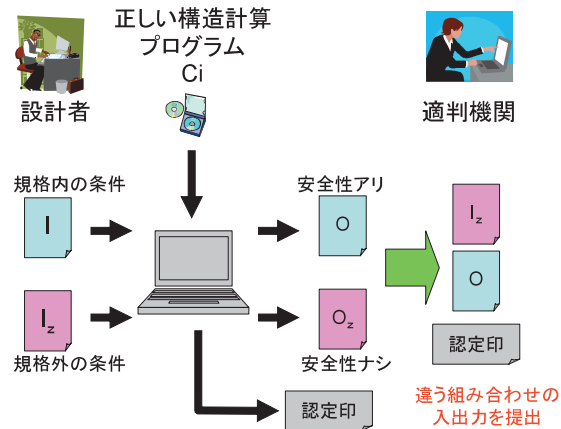 正しい構造計算
プログラム
Ci
設計者
適判機関
規格内の条件
安全性アリ
I
O
Iz
O
Iz
Oz
規格外の条件
安全性ナシ
認定印
認定印
違う組み合わせの
入出力を提出